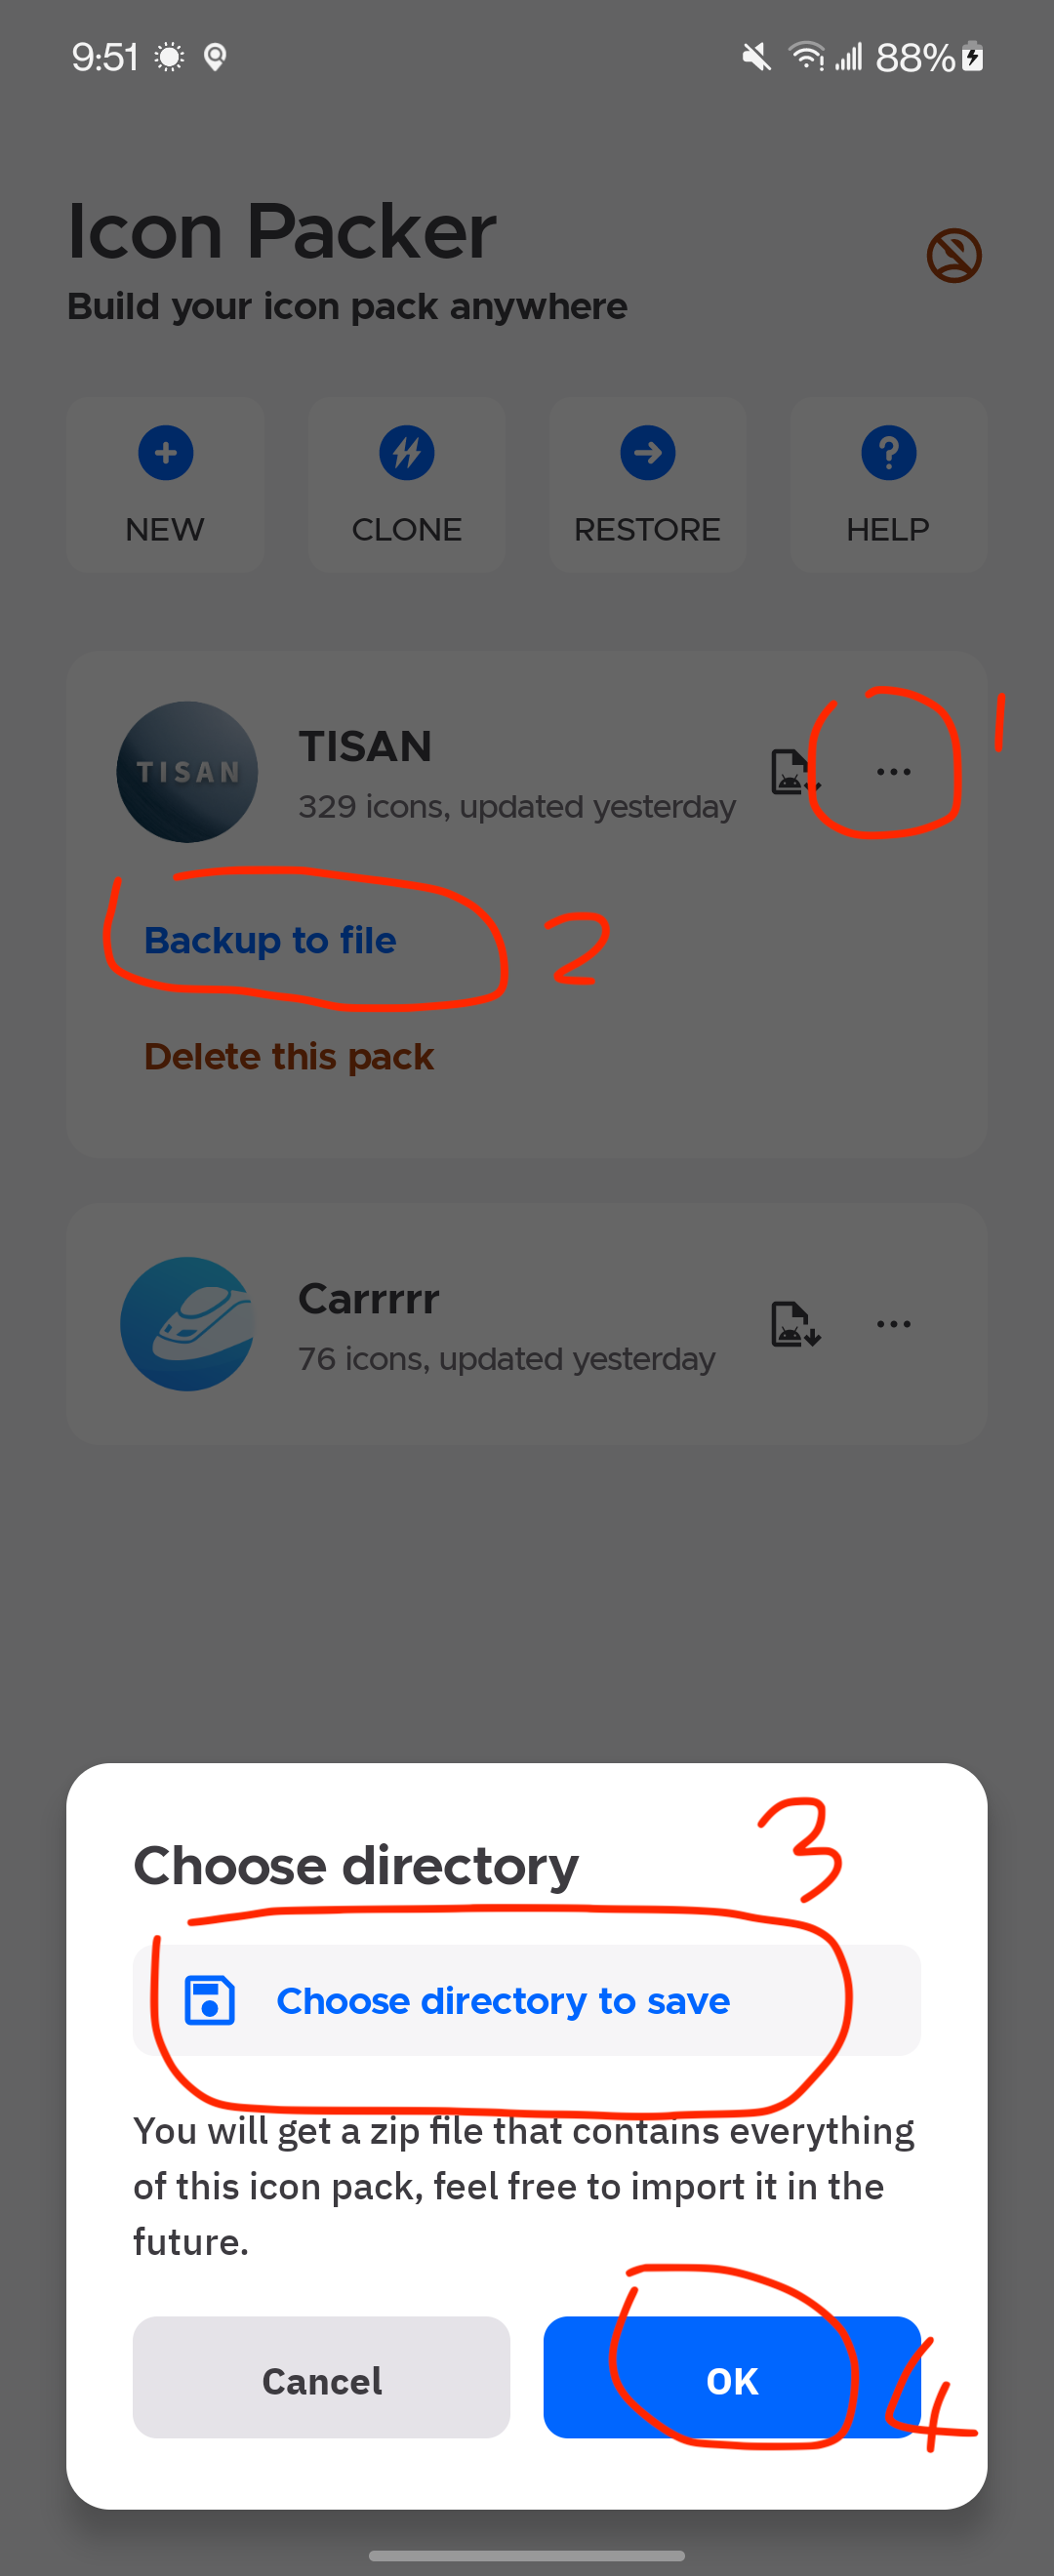 9:51
88%
Icon Packer
Build your icon pack anywhere
NEW
CLONE
RESTORE
HELP
TISAN
TISAN
329 icons, updated yesterday
1
Backup to file
2
Delete this pack
Carrrrr
76 icons, updated yesterday
3
Choose directory
Choose directory to save
You will get a zip file that contains everything
of this icon pack, feel free to import it in the
future.
Cancel
OK
4